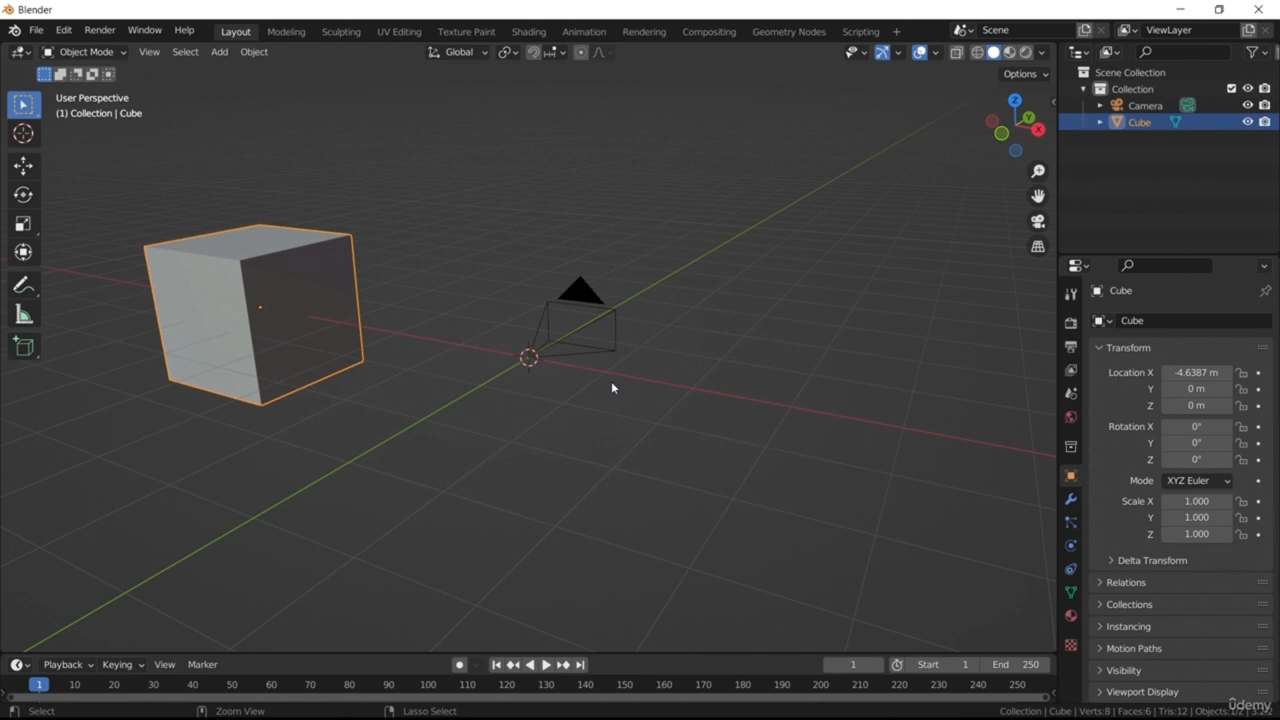 Blender
File Edit Render Window Help Layout Modeling Sculpting UV Editing Texture Paint Shading Animation Rendering Compositing Geometry Nodes Scripting + Scene ViewLayer
Object Mode View Select Add Object Global
Options
User Perspective
(1) Collection | Cube
Z
Y
X
Scene Collection
Collection
Camera
Cube
Cube
Cube
Transform
Location X -4.6387 m
Y 0 m
Z 0 m
Rotation X 0°
Y 0°
Z 0°
Mode XYZ Euler
Scale X 1.000
Y 1.000
Z 1.000
Delta Transform
Relations
Collections
Instancing
Motion Paths
Visibility
Viewport Display
Playback Keying View Marker 1 Start 1 End 250
1 10 20 30 40 50 60 70 80 90 100 110 120 130 140 150 160 170 180 190 200 210 220 230 240 250
Select Zoom View Lasso Select Collection | Cube | Verts:8 | Faces:6 | Tris:12 | Objects:1/2
udemy